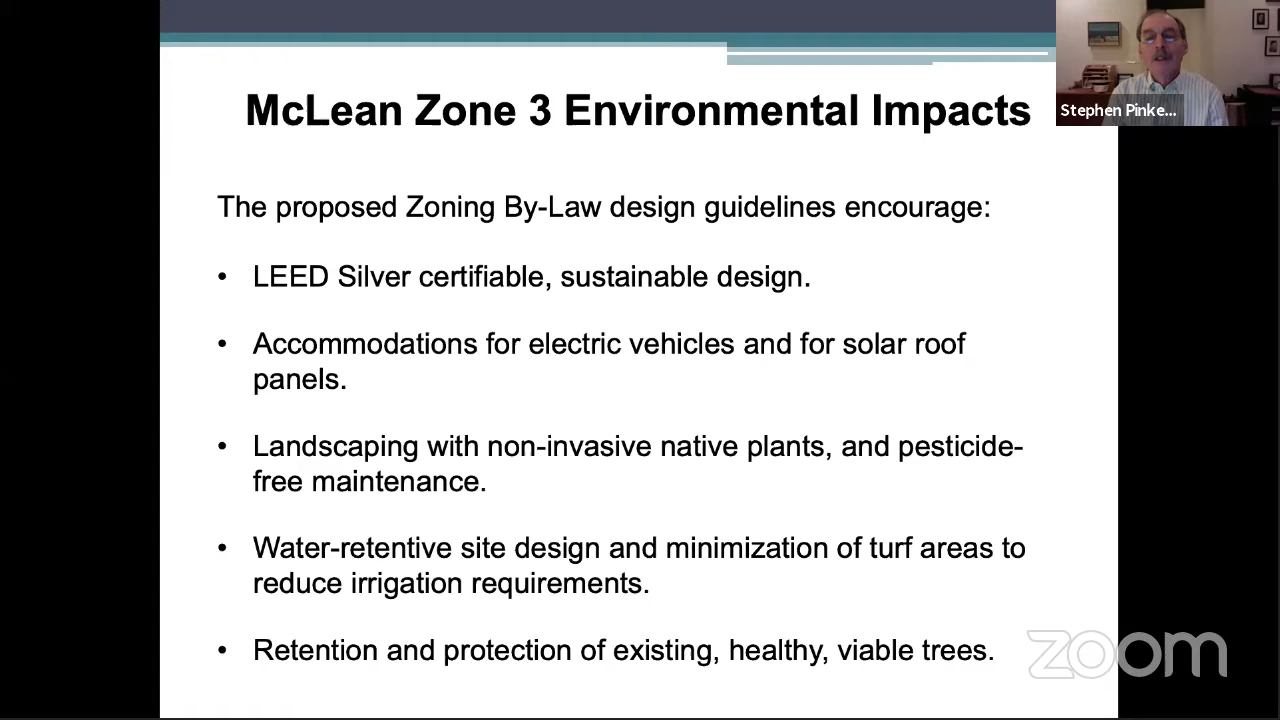 McLean Zone 3 Environmental Impacts
Stephen Pinke...
The proposed Zoning By-Law design guidelines encourage:
• LEED Silver certifiable, sustainable design.
• Accommodations for electric vehicles and for solar roof
panels.
• Landscaping with non-invasive native plants, and pesticide-
free maintenance.
• Water-retentive site design and minimization of turf areas to
reduce irrigation requirements.
• Retention and protection of existing, healthy, viable trees.
zoom